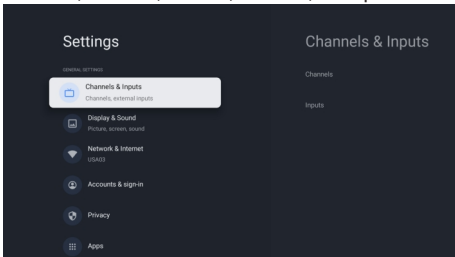 Settings
GENERAL SETTINGS
Channels & Inputs
Channels, external inputs
Display & Sound
Picture, screen, sound
Network & Internet
USA03
Accounts & sign-in
Privacy
Apps
Channels & Inputs
Channels
Inputs